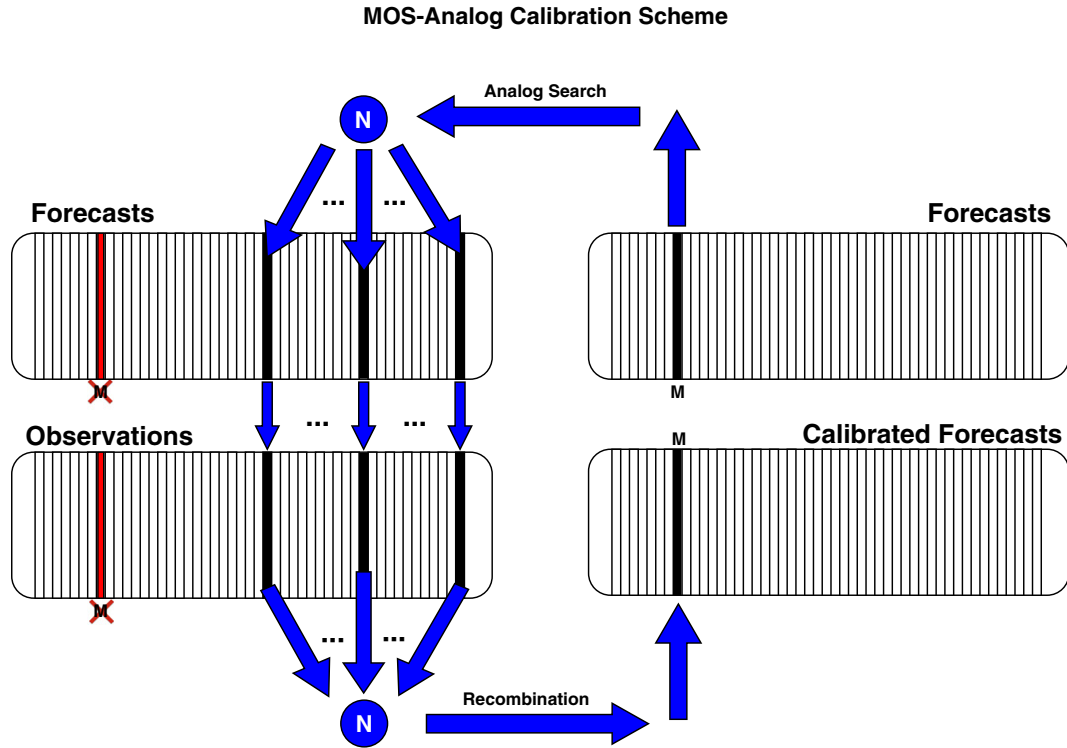 MOS-Analog Calibration Scheme
Analog Search
N
... ...
Forecasts
Forecasts
M
M
... ...
Observations
M
Calibrated Forecasts
M
... ...
Recombination
N